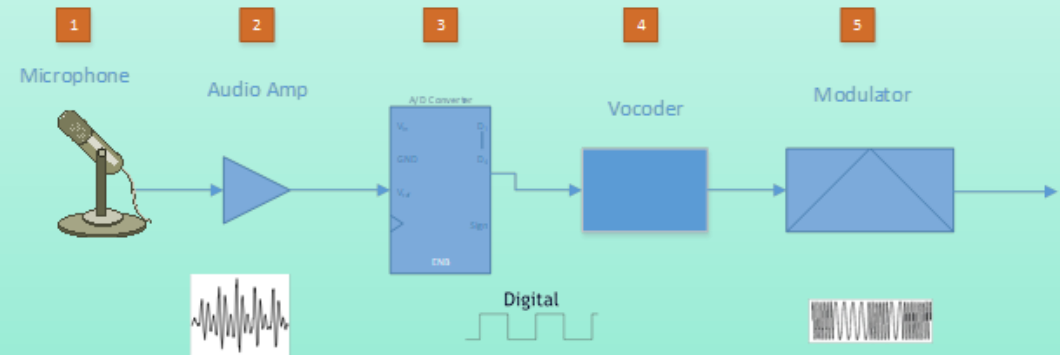 1
2
3
4
5
Microphone
Audio Amp
A/D Converter
Vocoder
Modulator
GND
Sign
Digital